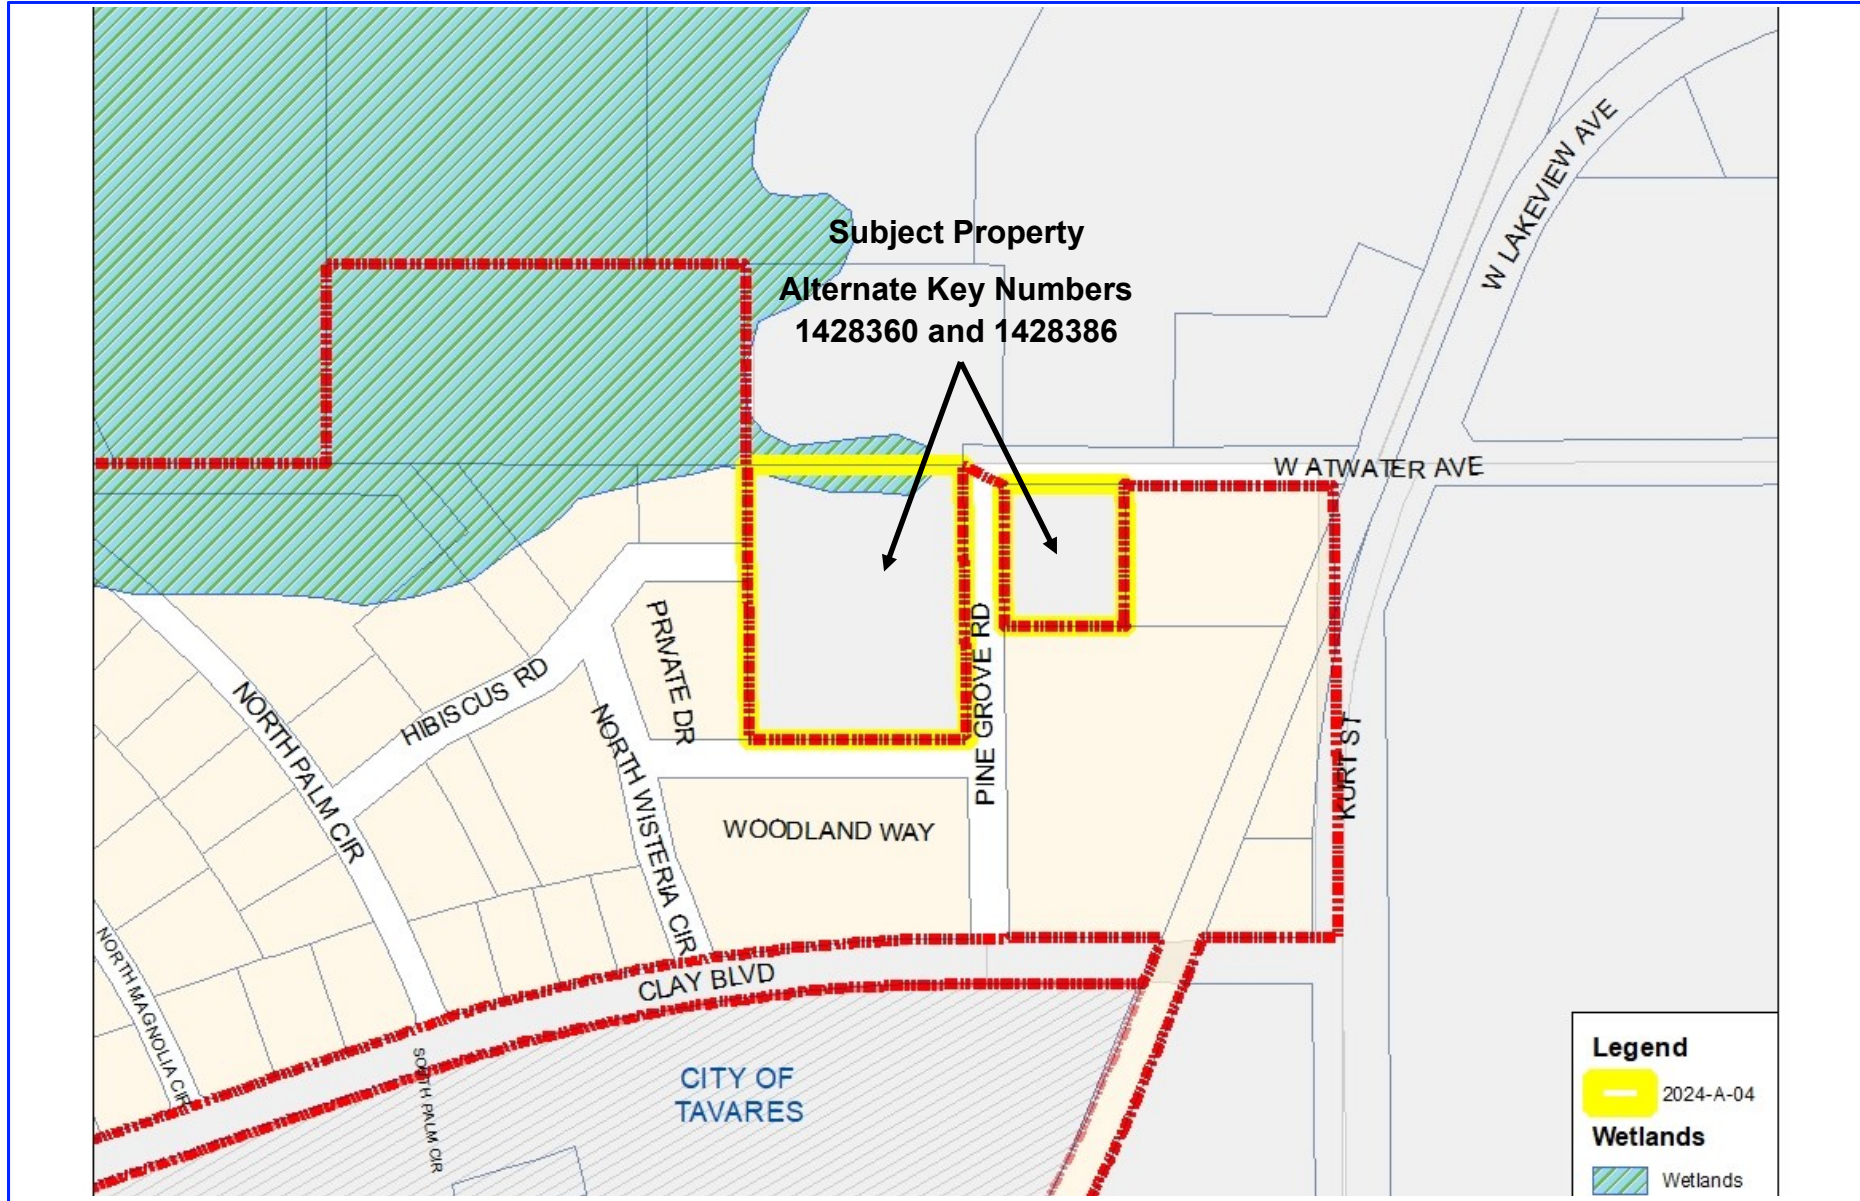 Subject Property
Alternate Key Numbers
1428360 and 1428386
W LAKEVIEW AVE
W ATWATER AVE
PRIVATE DR
PINE GROVE RD
HIBISCUS RD
NORTH PALM CIR
NORTH WISTERIA CIR
KURT ST
WOODLAND WAY
NORTH MAGNOLIA CIR
CLAY BLVD
SOUTH PALM CIR
CITY OF
TAVARES
Legend
2024-A-04
Wetlands
Wetlands